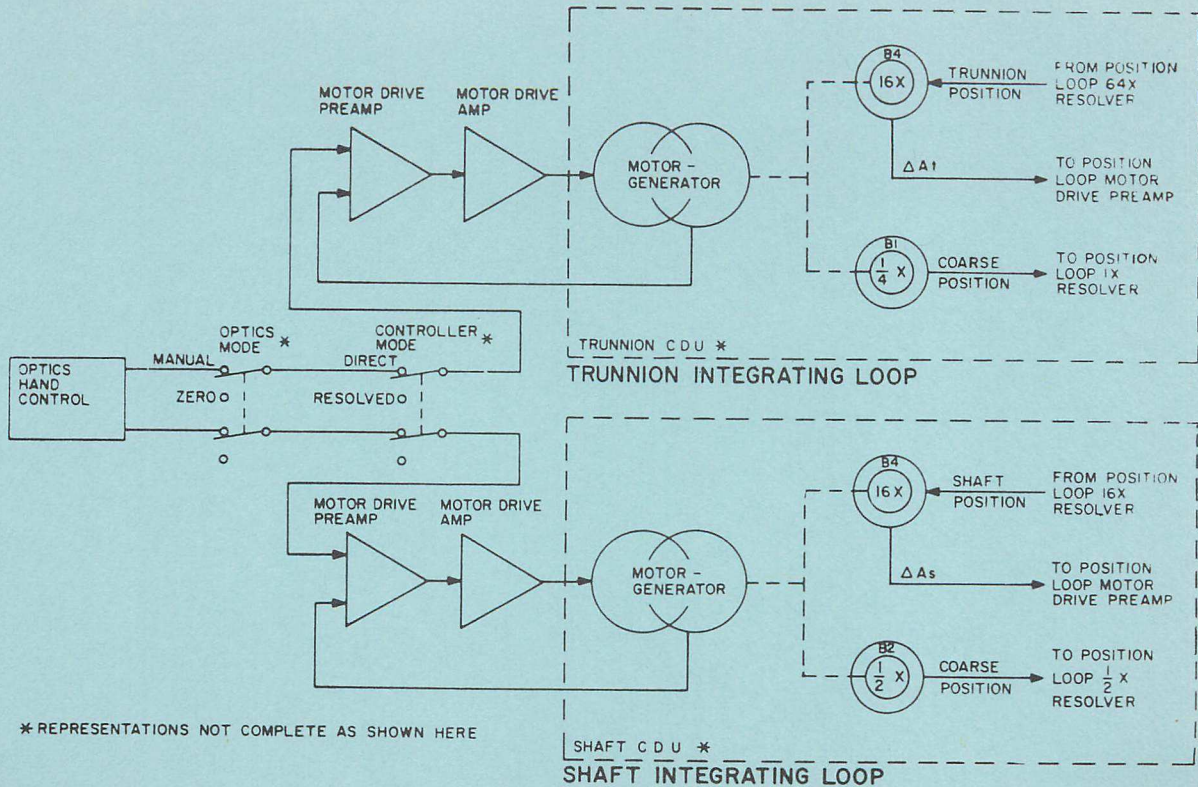 MOTOR DRIVE
PREAMP
MOTOR DRIVE
AMP
MOTOR -
GENERATOR
B4
16X
TRUNNION
POSITION
FROM POSITION
LOOP 64X
RESOLVER
ΔAt
TO POSITION
LOOP MOTOR
DRIVE PREAMP
B1
1/4 X
COARSE
POSITION
TO POSITION
LOOP 1X
RESOLVER
TRUNNION CDU *
TRUNNION INTEGRATING LOOP
OPTICS
HAND
CONTROL
MANUAL
OPTICS
MODE *
ZERO
DIRECT
CONTROLLER
MODE *
RESOLVED
MOTOR DRIVE
PREAMP
MOTOR DRIVE
AMP
MOTOR -
GENERATOR
B4
16X
SHAFT
POSITION
FROM POSITION
LOOP 16X
RESOLVER
ΔAs
TO POSITION
LOOP MOTOR
DRIVE PREAMP
B2
1/2 X
COARSE
POSITION
TO POSITION
LOOP 1/2 X
RESOLVER
* REPRESENTATIONS NOT COMPLETE AS SHOWN HERE
SHAFT CDU *
SHAFT INTEGRATING LOOP